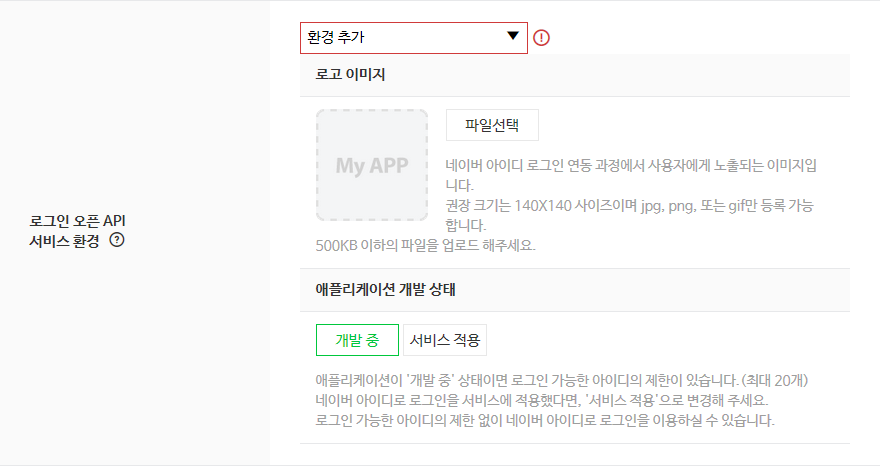 환경 추가
로고 이미지
My APP
파일선택
네이버 아이디 로그인 연동 과정에서 사용자에게 노출되는 이미지입
니다.
권장 크기는 140X140 사이즈이며 jpg, png, 또는 gif만 등록 가능
합니다.
500KB 이하의 파일을 업로드 해주세요.
로그인 오픈 API
서비스 환경 ?
애플리케이션 개발 상태
개발 중
서비스 적용
애플리케이션이 '개발 중' 상태이면 로그인 가능한 아이디의 제한이 있습니다.(최대 20개)
네이버 아이디로 로그인을 서비스에 적용했다면, '서비스 적용'으로 변경해 주세요.
로그인 가능한 아이디의 제한 없이 네이버 아이디로 로그인을 이용하실 수 있습니다.